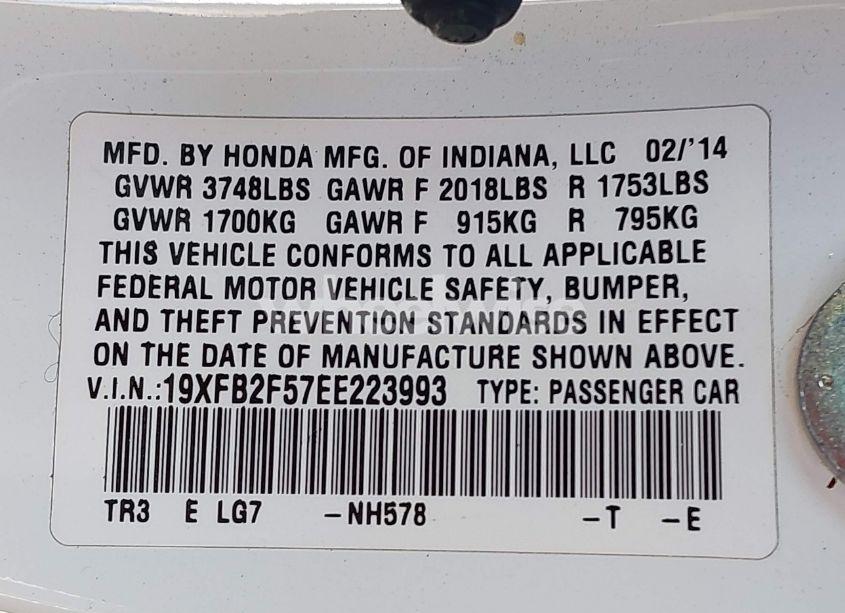 MFD. BY HONDA MFG. OF INDIANA, LLC 02/'14
GVWR 3748LBS GAWR F 2018LBS R 1753LBS
GVWR 1700KG GAWR F 915KG R 795KG
THIS VEHICLE CONFORMS TO ALL APPLICABLE
FEDERAL MOTOR VEHICLE SAFETY, BUMPER,
AND THEFT PREVENTION STANDARDS IN EFFECT
ON THE DATE OF MANUFACTURE SHOWN ABOVE.
V.I.N.:19XFB2F57EE223993 TYPE: PASSENGER CAR
TR3 E LG7 -NH578 -T -E